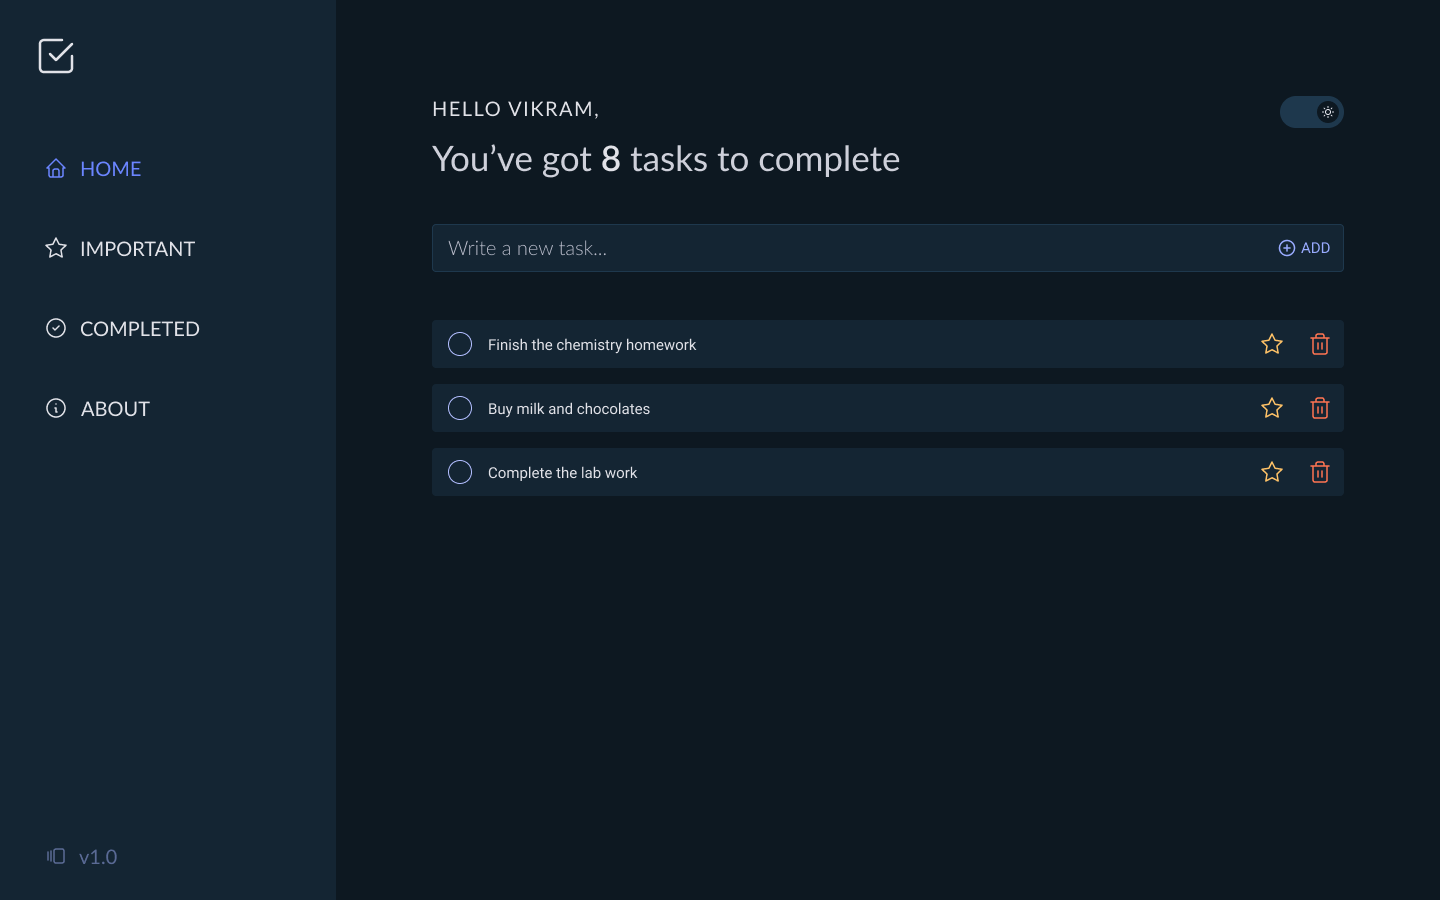 HOME
IMPORTANT
COMPLETED
ABOUT
v1.0
HELLO VIKRAM,
You’ve got 8 tasks to complete
Write a new task...
ADD
Finish the chemistry homework
Buy milk and chocolates
Complete the lab work